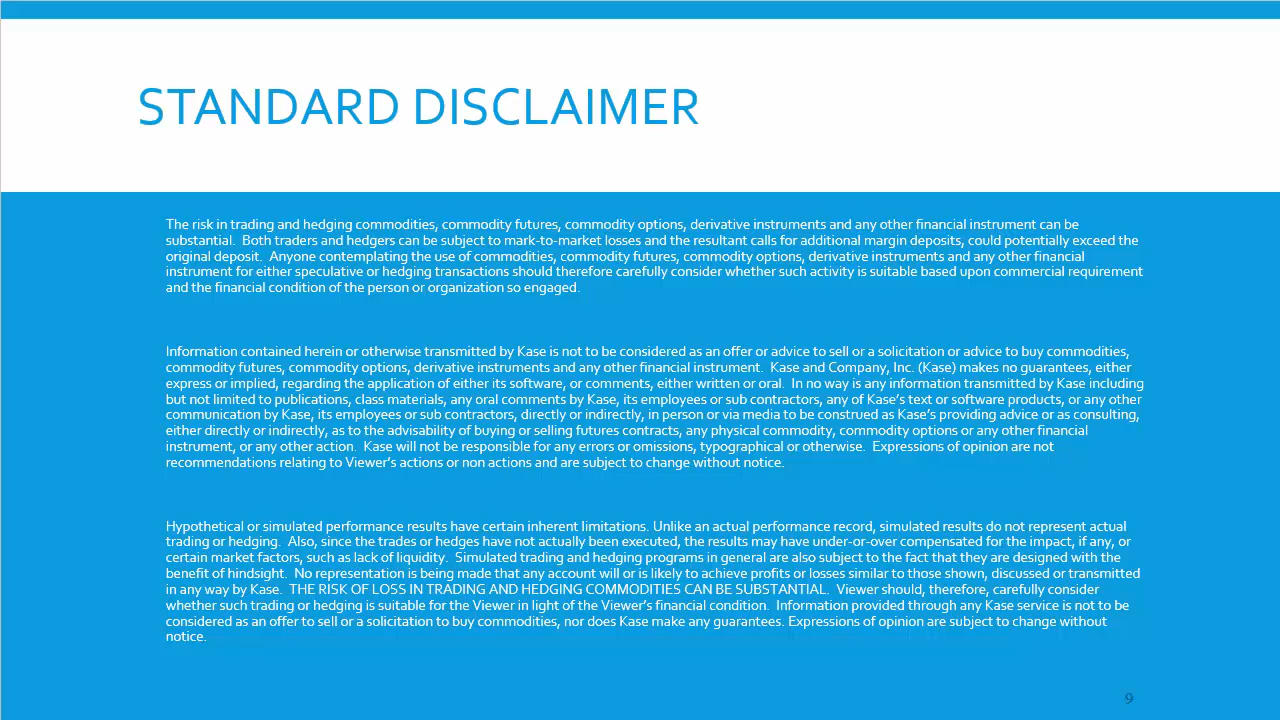 STANDARD DISCLAIMER
The risk in trading and hedging commodities, commodity futures, commodity options, derivative instruments and any other financial instrument can be
substantial.  Both traders and hedgers can be subject to mark-to-market losses and the resultant calls for additional margin deposits, could potentially exceed the
original deposit.  Anyone contemplating the use of commodities, commodity futures, commodity options, derivative instruments and any other financial
instrument for either speculative or hedging transactions should therefore carefully consider whether such activity is suitable based upon commercial requirement
and the financial condition of the person or organization so engaged.
Information contained herein or otherwise transmitted by Kase is not to be considered as an offer or advice to sell or a solicitation or advice to buy commodities,
commodity futures, commodity options, derivative instruments and any other financial instrument.  Kase and Company, Inc. (Kase) makes no guarantees, either
express or implied, regarding the application of either its software, or comments, either written or oral.  In no way is any information transmitted by Kase including
but not limited to publications, class materials, any oral comments by Kase, its employees or sub contractors, any of Kase's text or software products, or any other
communication by Kase, its employees or sub contractors, directly or indirectly, in person or via media to be construed as Kase's providing advice or as consulting,
either directly or indirectly, as to the advisability of buying or selling futures contracts, any physical commodity, commodity options or any other financial
instrument, or any other action.  Kase will not be responsible for any errors or omissions, typographical or otherwise.  Expressions of opinion are not
recommendations relating to Viewer's actions or non actions and are subject to change without notice.
Hypothetical or simulated performance results have certain inherent limitations. Unlike an actual performance record, simulated results do not represent actual
trading or hedging.  Also, since the trades or hedges have not actually been executed, the results may have under-or-over compensated for the impact, if any, or
certain market factors, such as lack of liquidity.  Simulated trading and hedging programs in general are also subject to the fact that they are designed with the
benefit of hindsight.  No representation is being made that any account will or is likely to achieve profits or losses similar to those shown, discussed or transmitted
in any way by Kase.  THE RISK OF LOSS IN TRADING AND HEDGING COMMODITIES CAN BE SUBSTANTIAL.  Viewer should, therefore, carefully consider
whether such trading or hedging is suitable for the Viewer in light of the Viewer's financial condition.  Information provided through any Kase service is not to be
considered as an offer to sell or a solicitation to buy commodities, nor does Kase make any guarantees. Expressions of opinion are subject to change without
notice.
9